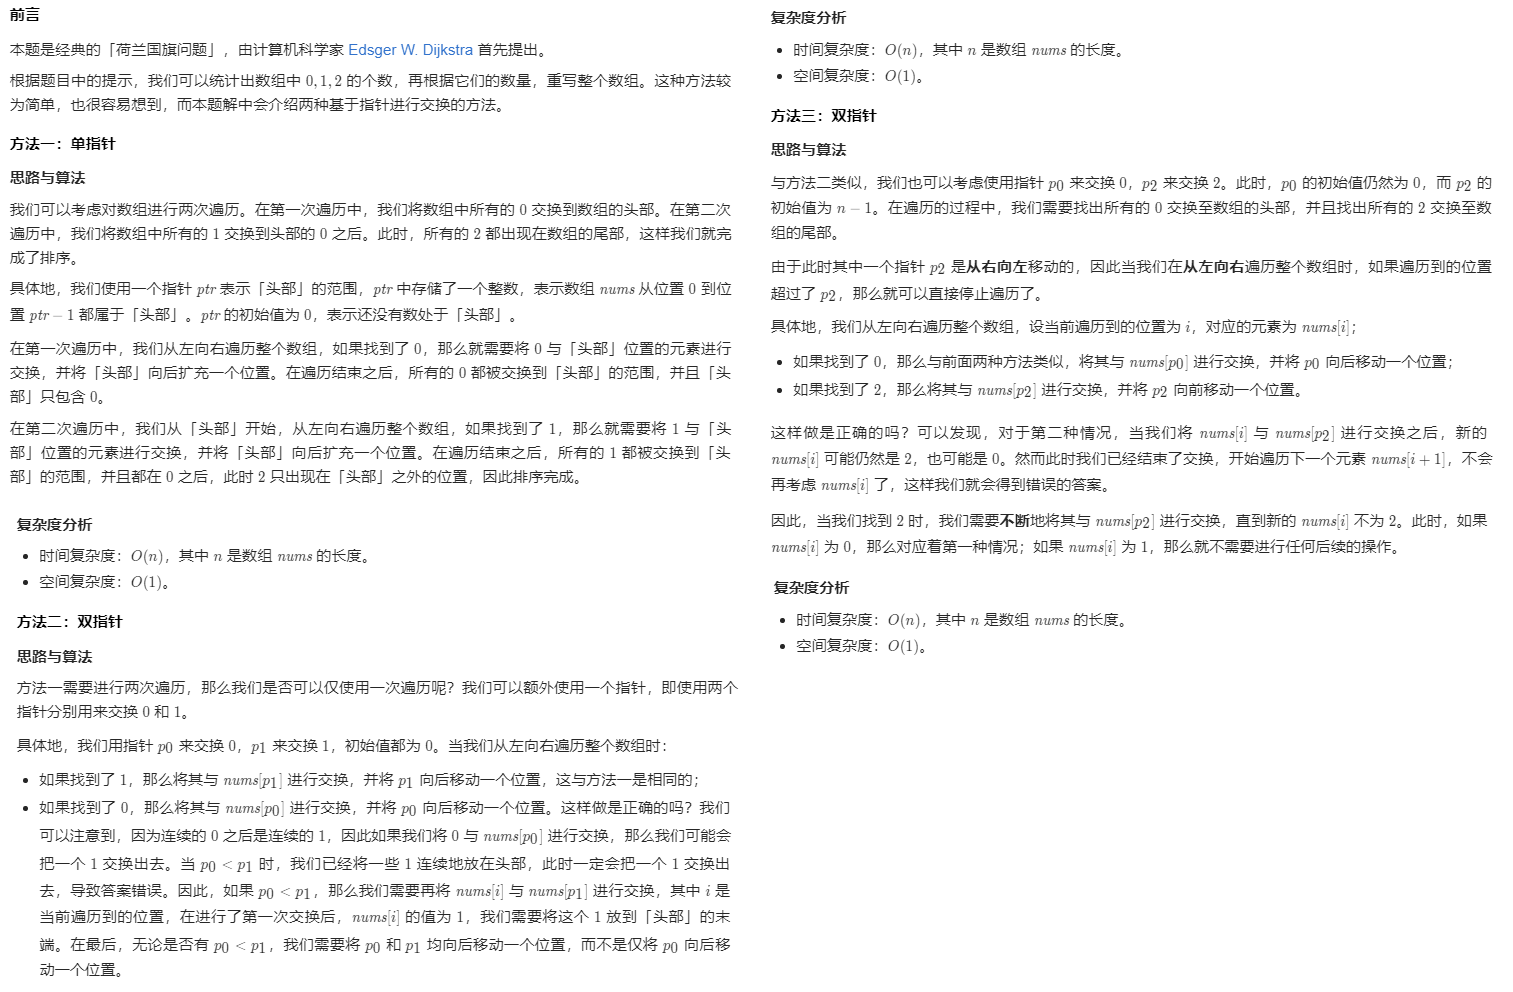 前言
本题是经典的「荷兰国旗问题」，由计算机科学家 Edsger W. Dijkstra 首先提出。
根据题目中的提示，我们可以统计出数组中 0, 1, 2 的个数，再根据它们的数量，重写整个数组。这种方法较
为简单，也很容易想到，而本题解中会介绍两种基于指针进行交换的方法。
方法一：单指针
思路与算法
我们可以考虑对数组进行两次遍历。在第一次遍历中，我们将数组中所有的 0 交换到数组的头部。在第二次
遍历中，我们将数组中所有的 1 交换到头部的 0 之后。此时，所有的 2 都出现在数组的尾部，这样我们就完
成了排序。
具体地，我们使用一个指针 ptr 表示「头部」的范围，ptr 中存储了一个整数，表示数组 nums 从位置 0 到位
置 ptr − 1 都属于「头部」。ptr 的初始值为 0，表示还没有数处于「头部」。
在第一次遍历中，我们从左向右遍历整个数组，如果找到了 0，那么就需要将 0 与「头部」位置的元素进行
交换，并将「头部」向后扩充一个位置。在遍历结束之后，所有的 0 都被交换到「头部」的范围，并且「头
部」只包含 0。
在第二次遍历中，我们从「头部」开始，从左向右遍历整个数组，如果找到了 1，那么就需要将 1 与「头
部」位置的元素进行交换，并将「头部」向后扩充一个位置。在遍历结束之后，所有的 1 都被交换到「头
部」的范围，并且都在 0 之后，此时 2 只出现在「头部」之外的位置，因此排序完成。
复杂度分析
• 时间复杂度：O(n)，其中 n 是数组 nums 的长度。
• 空间复杂度：O(1)。
方法二：双指针
思路与算法
方法一需要进行两次遍历，那么我们是否可以仅使用一次遍历呢？我们可以额外使用一个指针，即使用两个
指针分别用来交换 0 和 1。
具体地，我们用指针 p0 来交换 0，p1 来交换 1，初始值都为 0。当我们从左向右遍历整个数组时：
• 如果找到了 1，那么将其与 nums[p1] 进行交换，并将 p1 向后移动一个位置，这与方法一是相同的；
• 如果找到了 0，那么将其与 nums[p0] 进行交换，并将 p0 向后移动一个位置。这样做是正确的吗？我们
可以注意到，因为连续的 0 之后是连续的 1，因此如果我们将 0 与 nums[p0] 进行交换，那么我们可能会
把一个 1 交换出去。当 p0 < p1 时，我们已经将一些 1 连续地放在头部，此时一定会把一个 1 交换出
去，导致答案错误。因此，如果 p0 < p1，那么我们需要再将 nums[i] 与 nums[p1] 进行交换，其中 i 是
当前遍历到的位置，在进行了第一次交换后，nums[i] 的值为 1，我们需要将这个 1 放到「头部」的末
端。在最后，无论是否有 p0 < p1，我们需要将 p0 和 p1 均向后移动一个位置，而不是仅将 p0 向后移
动一个位置。
复杂度分析
• 时间复杂度：O(n)，其中 n 是数组 nums 的长度。
• 空间复杂度：O(1)。
方法三：双指针
思路与算法
与方法二类似，我们也可以考虑使用指针 p0 来交换 0，p2 来交换 2。此时，p0 的初始值仍然为 0，而 p2 的
初始值为 n − 1。在遍历的过程中，我们需要找出所有的 0 交换至数组的头部，并且找出所有的 2 交换至数
组的尾部。
由于此时其中一个指针 p2 是从右向左移动的，因此当我们在从左向右遍历整个数组时，如果遍历到的位置
超过了 p2，那么就可以直接停止遍历了。
具体地，我们从左向右遍历整个数组，设当前遍历到的位置为 i，对应的元素为 nums[i]；
• 如果找到了 0，那么与前面两种方法类似，将其与 nums[p0] 进行交换，并将 p0 向后移动一个位置；
• 如果找到了 2，那么将其与 nums[p2] 进行交换，并将 p2 向前移动一个位置。
这样做是正确的吗？可以发现，对于第二种情况，当我们将 nums[i] 与 nums[p2] 进行交换之后，新的
nums[i] 可能仍然是 2，也可能是 0。然而此时我们已经结束了交换，开始遍历下一个元素 nums[i + 1]，不会
再考虑 nums[i] 了，这样我们就会得到错误的答案。
因此，当我们找到 2 时，我们需要不断地将其与 nums[p2] 进行交换，直到新的 nums[i] 不为 2。此时，如果
nums[i] 为 0，那么对应着第一种情况；如果 nums[i] 为 1，那么就不需要进行任何后续的操作。
复杂度分析
• 时间复杂度：O(n)，其中 n 是数组 nums 的长度。
• 空间复杂度：O(1)。